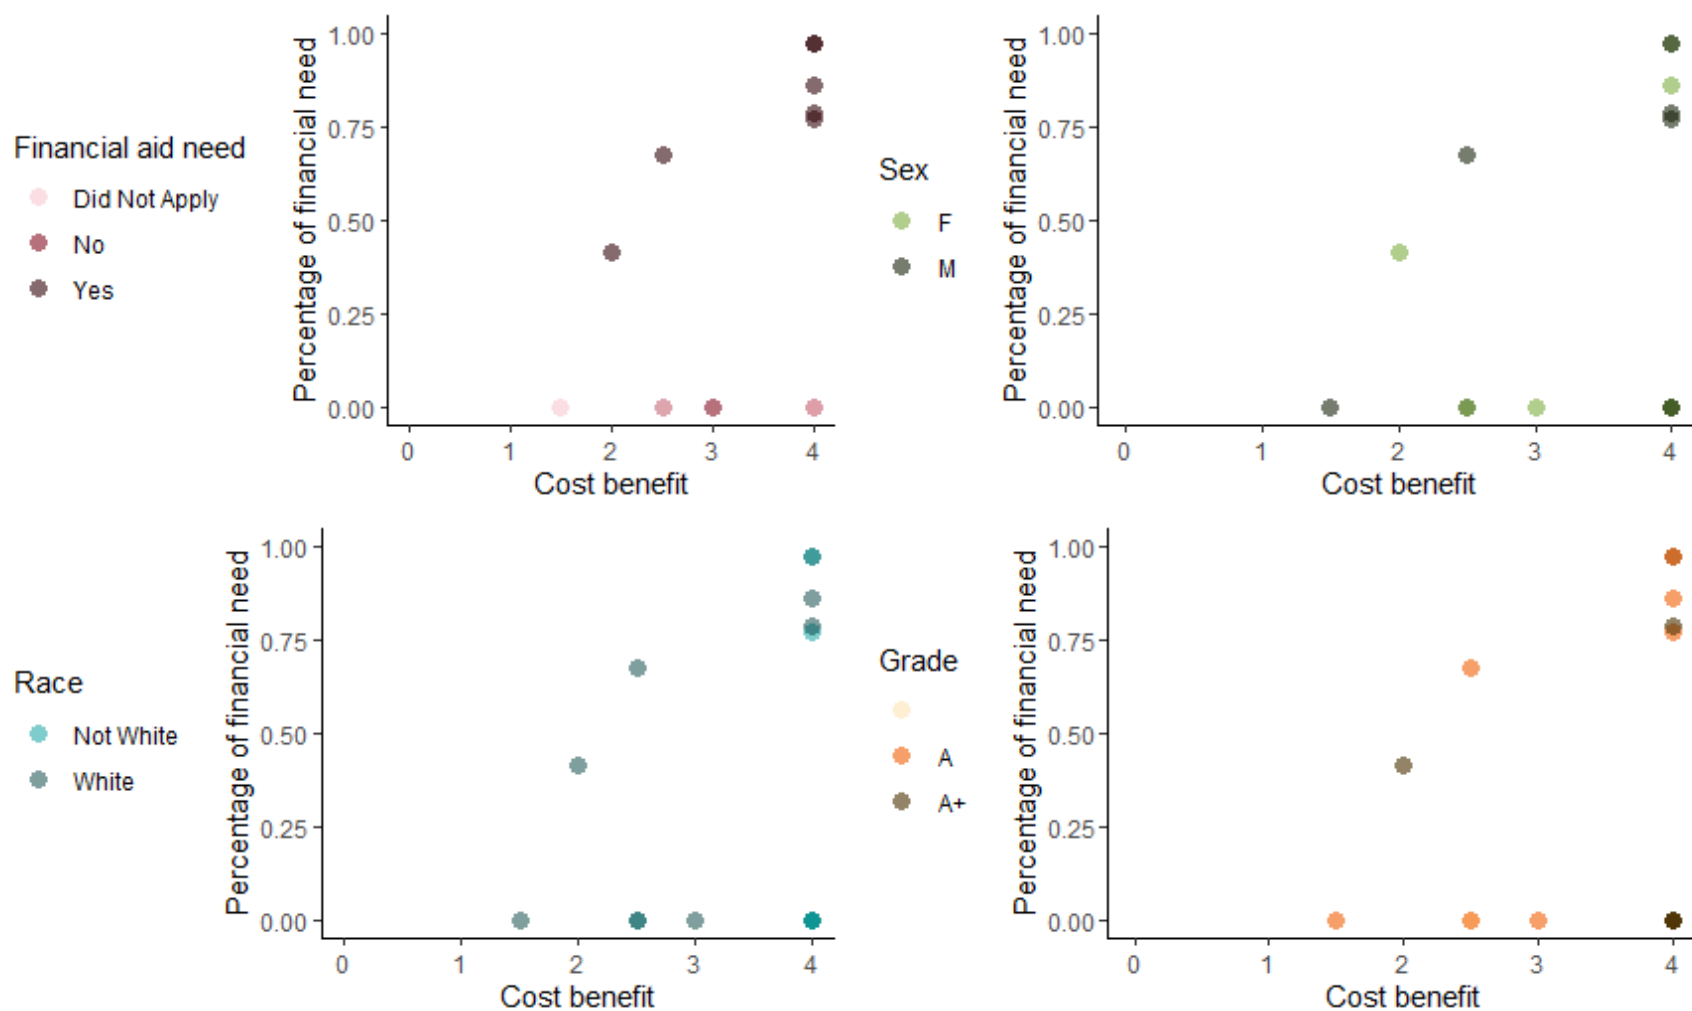 Financial aid need
Did Not Apply
No
Yes
Percentage of financial need
1.00
0.75
0.50
0.25
0.00
0 1 2 3 4
Cost benefit
Sex
F
M
Percentage of financial need
1.00
0.75
0.50
0.25
0.00
0 1 2 3 4
Cost benefit
Race
Not White
White
Percentage of financial need
1.00
0.75
0.50
0.25
0.00
0 1 2 3 4
Cost benefit
Grade
A
A+
Percentage of financial need
1.00
0.75
0.50
0.25
0.00
0 1 2 3 4
Cost benefit